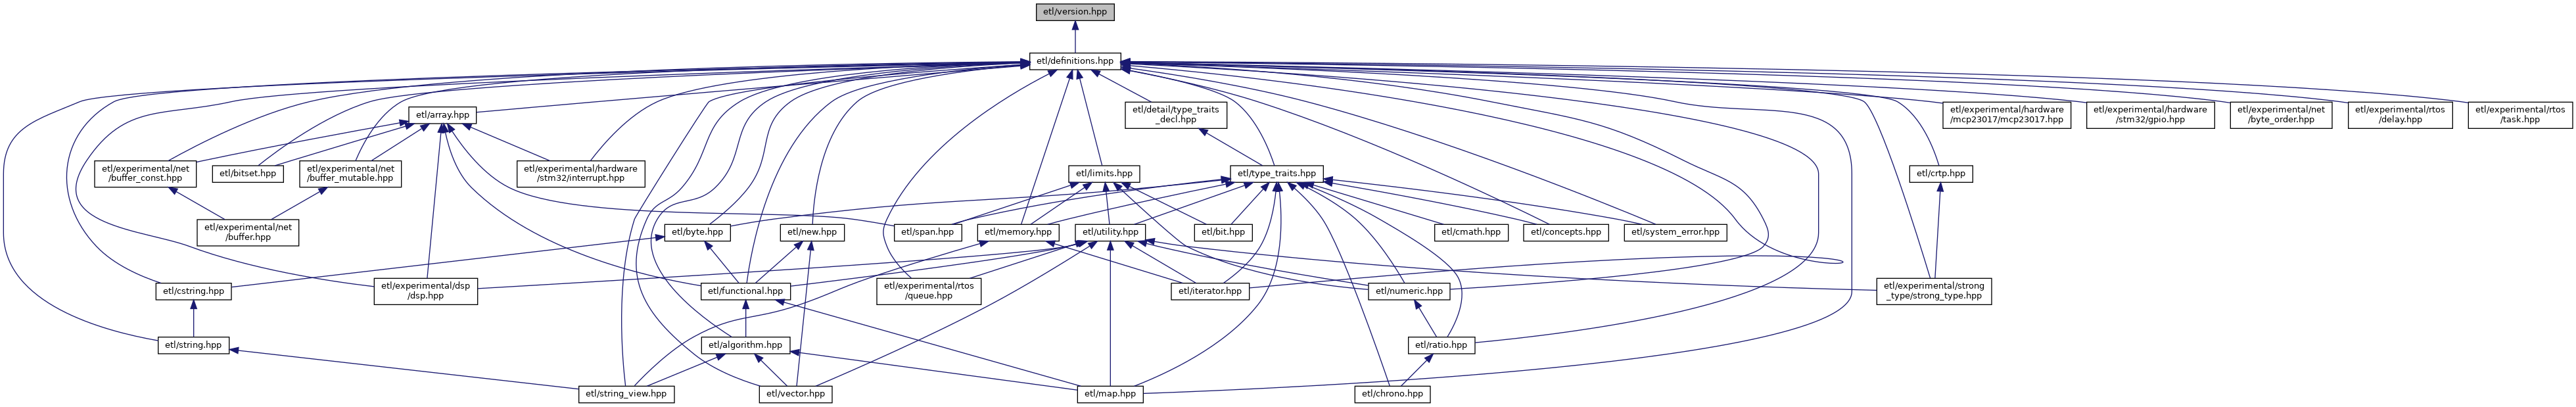 etl/version.hpp
etl/definitions.hpp
etl/array.hpp
etl/detail/type_traits
_decl.hpp
etl/experimental/hardware
/mcp23017/mcp23017.hpp
etl/experimental/hardware
/stm32/gpio.hpp
etl/experimental/net
/byte_order.hpp
etl/experimental/rtos
/delay.hpp
etl/experimental/rtos
/task.hpp
etl/experimental/net
/buffer_const.hpp
etl/bitset.hpp
etl/experimental/net
/buffer_mutable.hpp
etl/experimental/hardware
/stm32/interrupt.hpp
etl/limits.hpp
etl/type_traits.hpp
etl/crtp.hpp
etl/experimental/net
/buffer.hpp
etl/byte.hpp
etl/new.hpp
etl/span.hpp
etl/memory.hpp
etl/utility.hpp
etl/bit.hpp
etl/cmath.hpp
etl/concepts.hpp
etl/system_error.hpp
etl/cstring.hpp
etl/experimental/dsp
/dsp.hpp
etl/functional.hpp
etl/experimental/rtos
/queue.hpp
etl/iterator.hpp
etl/numeric.hpp
etl/experimental/strong
_type/strong_type.hpp
etl/string.hpp
etl/algorithm.hpp
etl/ratio.hpp
etl/string_view.hpp
etl/vector.hpp
etl/map.hpp
etl/chrono.hpp